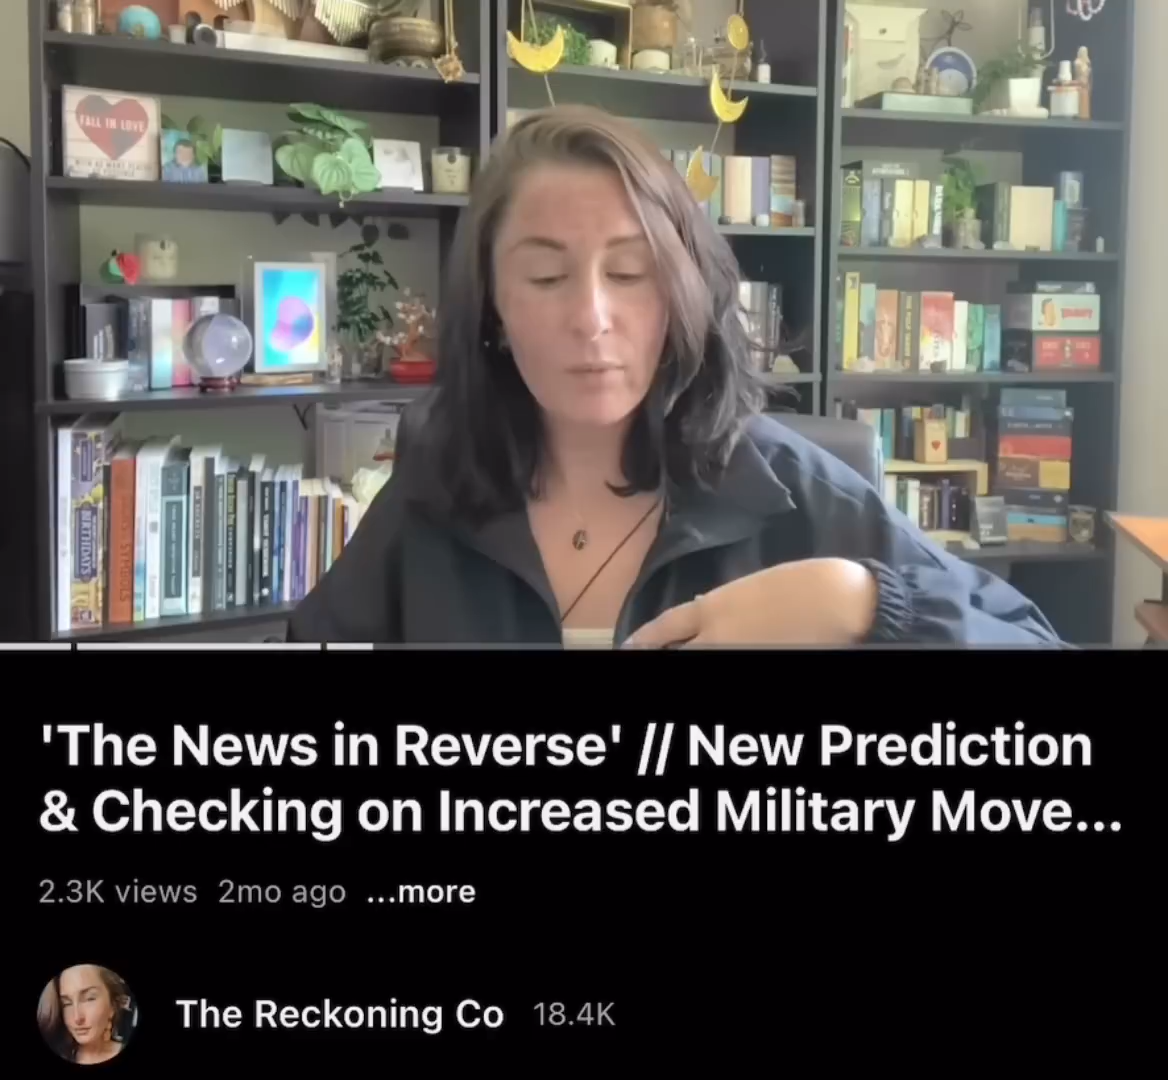 FALL IN LOVE
BIRTHDAYS
'The News in Reverse' // New Prediction
& Checking on Increased Military Move...
2.3K views 2mo ago ...more
The Reckoning Co 18.4K